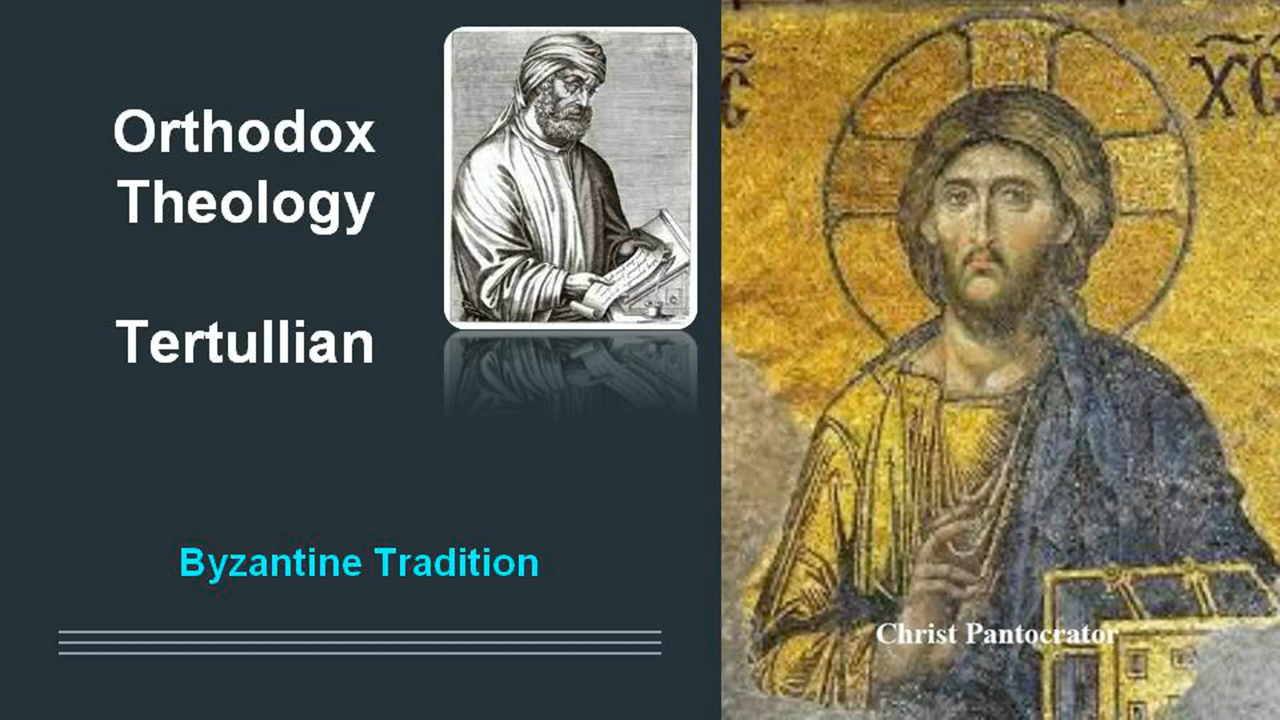 Orthodox
Theology
Tertullian
Byzantine Tradition
Christ Pantocrator